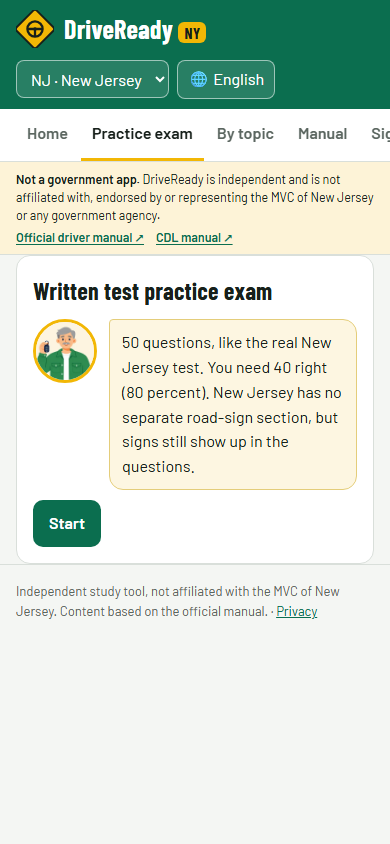 DriveReady NY
NJ · New Jersey
English
Home Practice exam By topic Manual Sig
Not a government app. DriveReady is independent and is not
affiliated with, endorsed by or representing the MVC of New Jersey
or any government agency.
Official driver manual ↗ CDL manual ↗
Written test practice exam
50 questions, like the real New
Jersey test. You need 40 right
(80 percent). New Jersey has no
separate road-sign section, but
signs still show up in the
questions.
Start
Independent study tool, not affiliated with the MVC of New
Jersey. Content based on the official manual. · Privacy